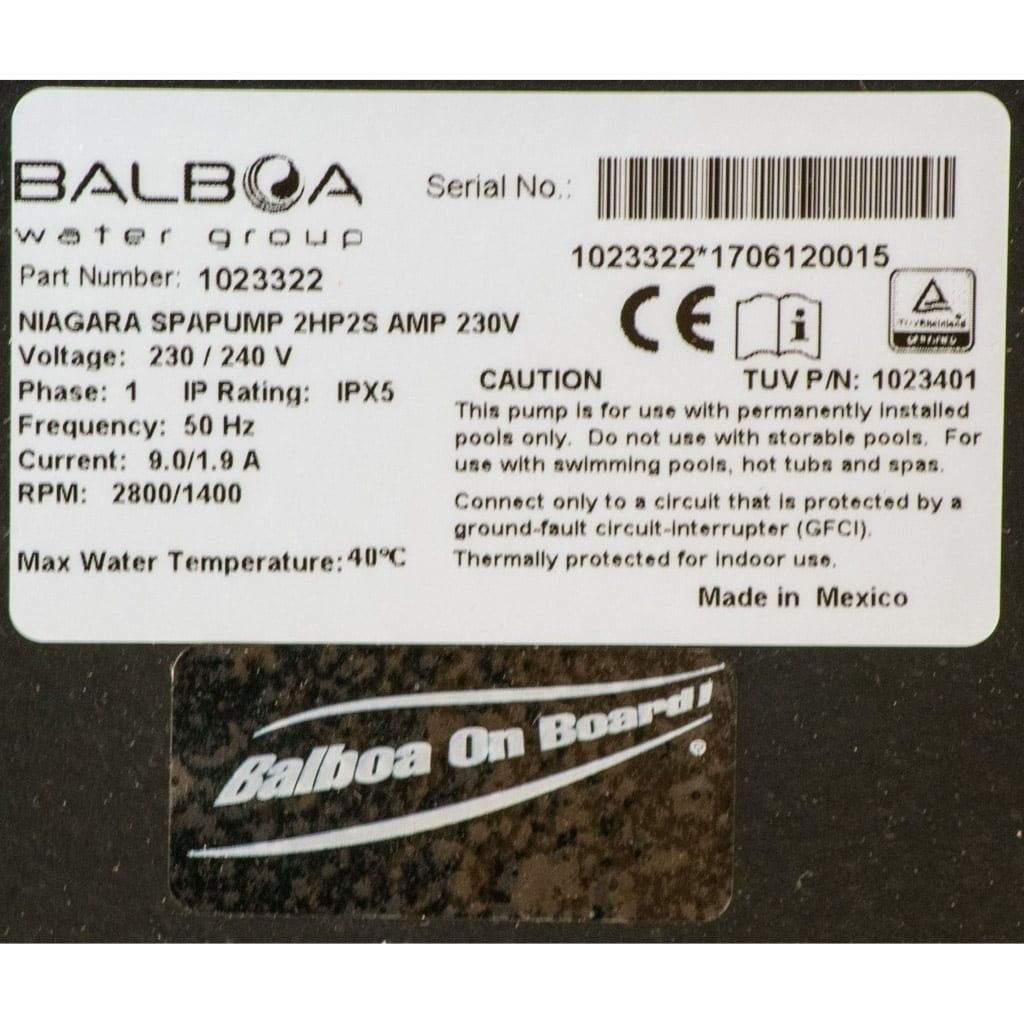 BALBOA
water group
Serial No.:
1023322*1706120015
Part Number: 1023322
NIAGARA SPAPUMP 2HP2S AMP 230V
Voltage: 230 / 240 V
Phase: 1 IP Rating: IPX5
Frequency: 50 Hz
Current: 9.0/1.9 A
RPM: 2800/1400
Max Water Temperature: 40ºC
CE
i
TÜVRheinland
CAUTION
TUV P/N: 1023401
This pump is for use with permanently installed
pools only. Do not use with storable pools. For
use with swimming pools, hot tubs and spas.
Connect only to a circuit that is protected by a
ground-fault circuit-interrupter (GFCI).
Thermally protected for indoor use.
Made in Mexico
Balboa On Board!
®